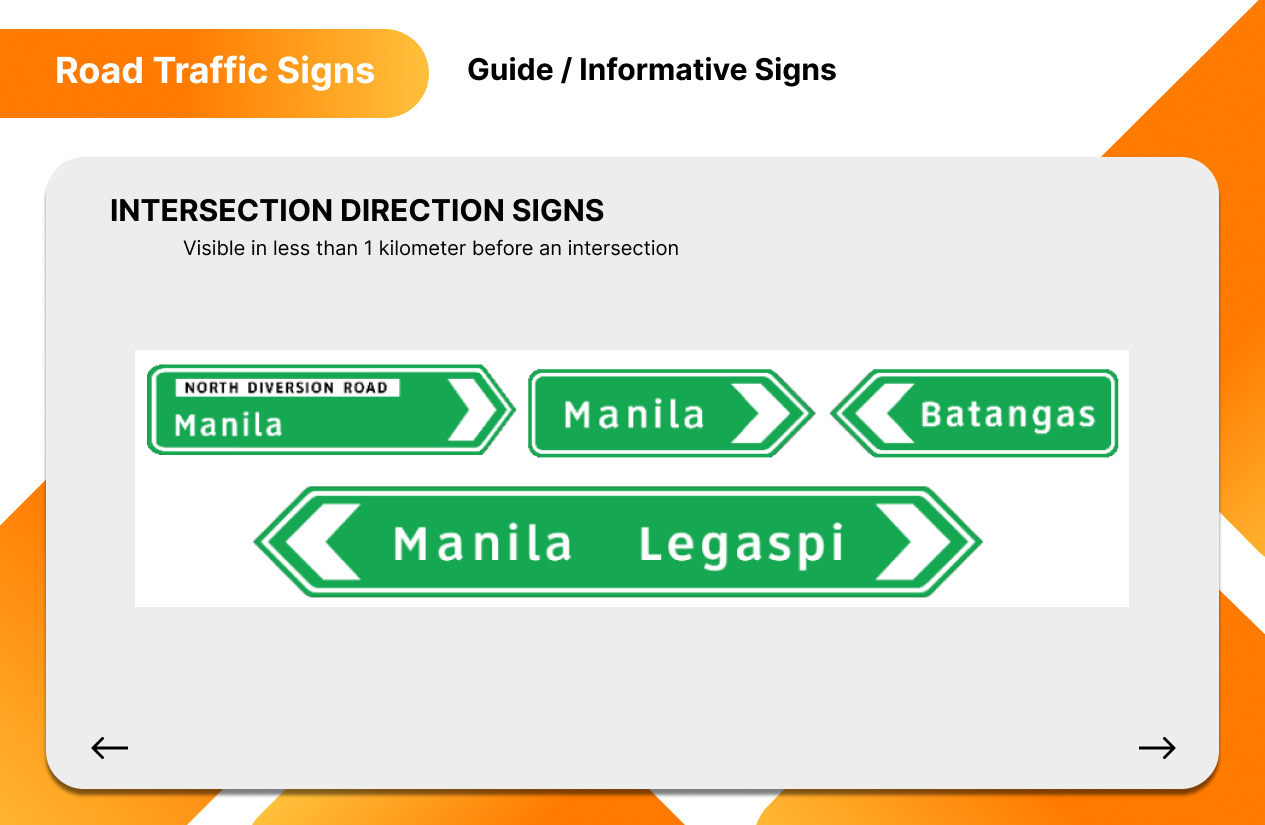 Road Traffic Signs
Guide / Informative Signs
INTERSECTION DIRECTION SIGNS
Visible in less than 1 kilometer before an intersection
NORTH DIVERSION ROAD
Manila
Manila
Batangas
Manila Legaspi